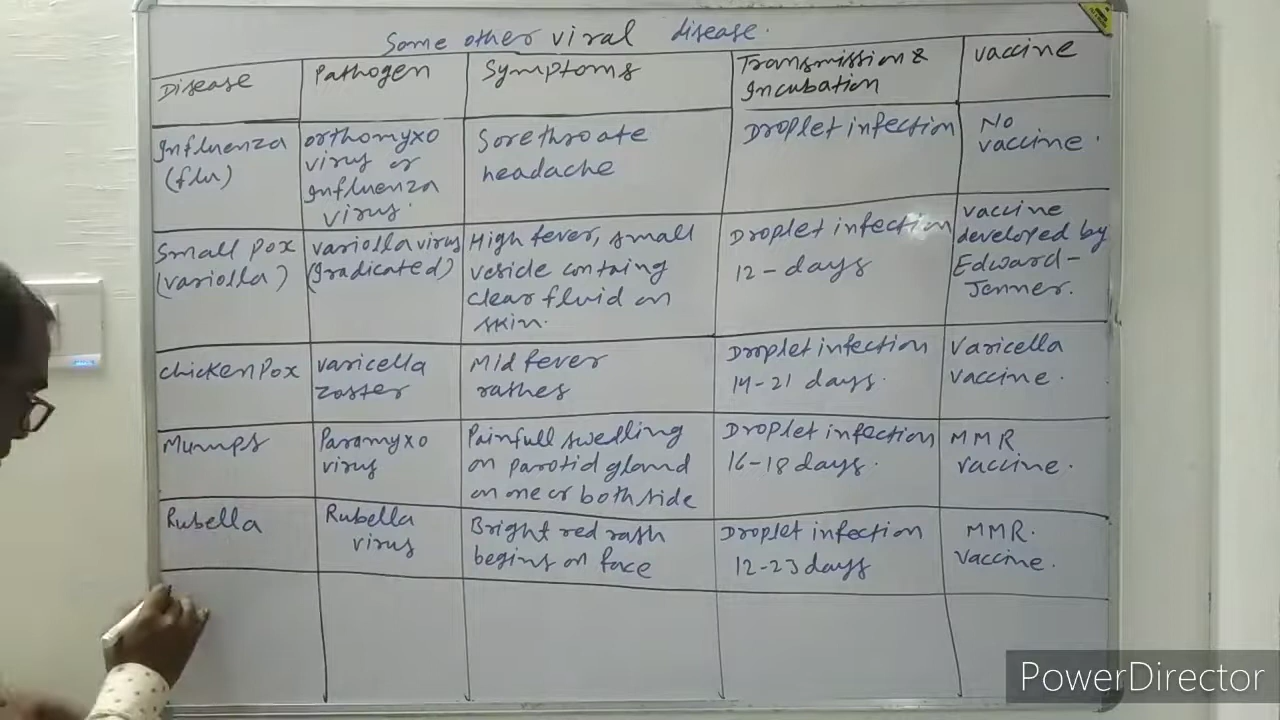 Some other viral disease.
Disease
Pathogen
Symptoms
Transmission &
Incubation
vaccine
Influenza
(flu)
orthomyxo
virus or
Influenza
virus.
Sorethroate
headache
Droplet infection
No
vaccine.
Small pox
(variolla)
variolla virus
(gradicated)
High fever, small
vesicle containg
clear fluid on
skin.
Droplet infection
12-days
vaccine
developed by
Edward-
Jenner.
chickenPox
varicella
zoster
Mid fever
rashes
Droplet infection
14-21 days.
Varicella
vaccine.
Mumps
Paramyxo
virus
Painfull swelling
on parotid gland
on one or both side
Droplet infection
16-18 days.
MMR
vaccine.
Rubella
Rubella
virus
Bright red rash
begins on face
Droplet infection
12-23 days
MMR.
vaccine.
PowerDirector